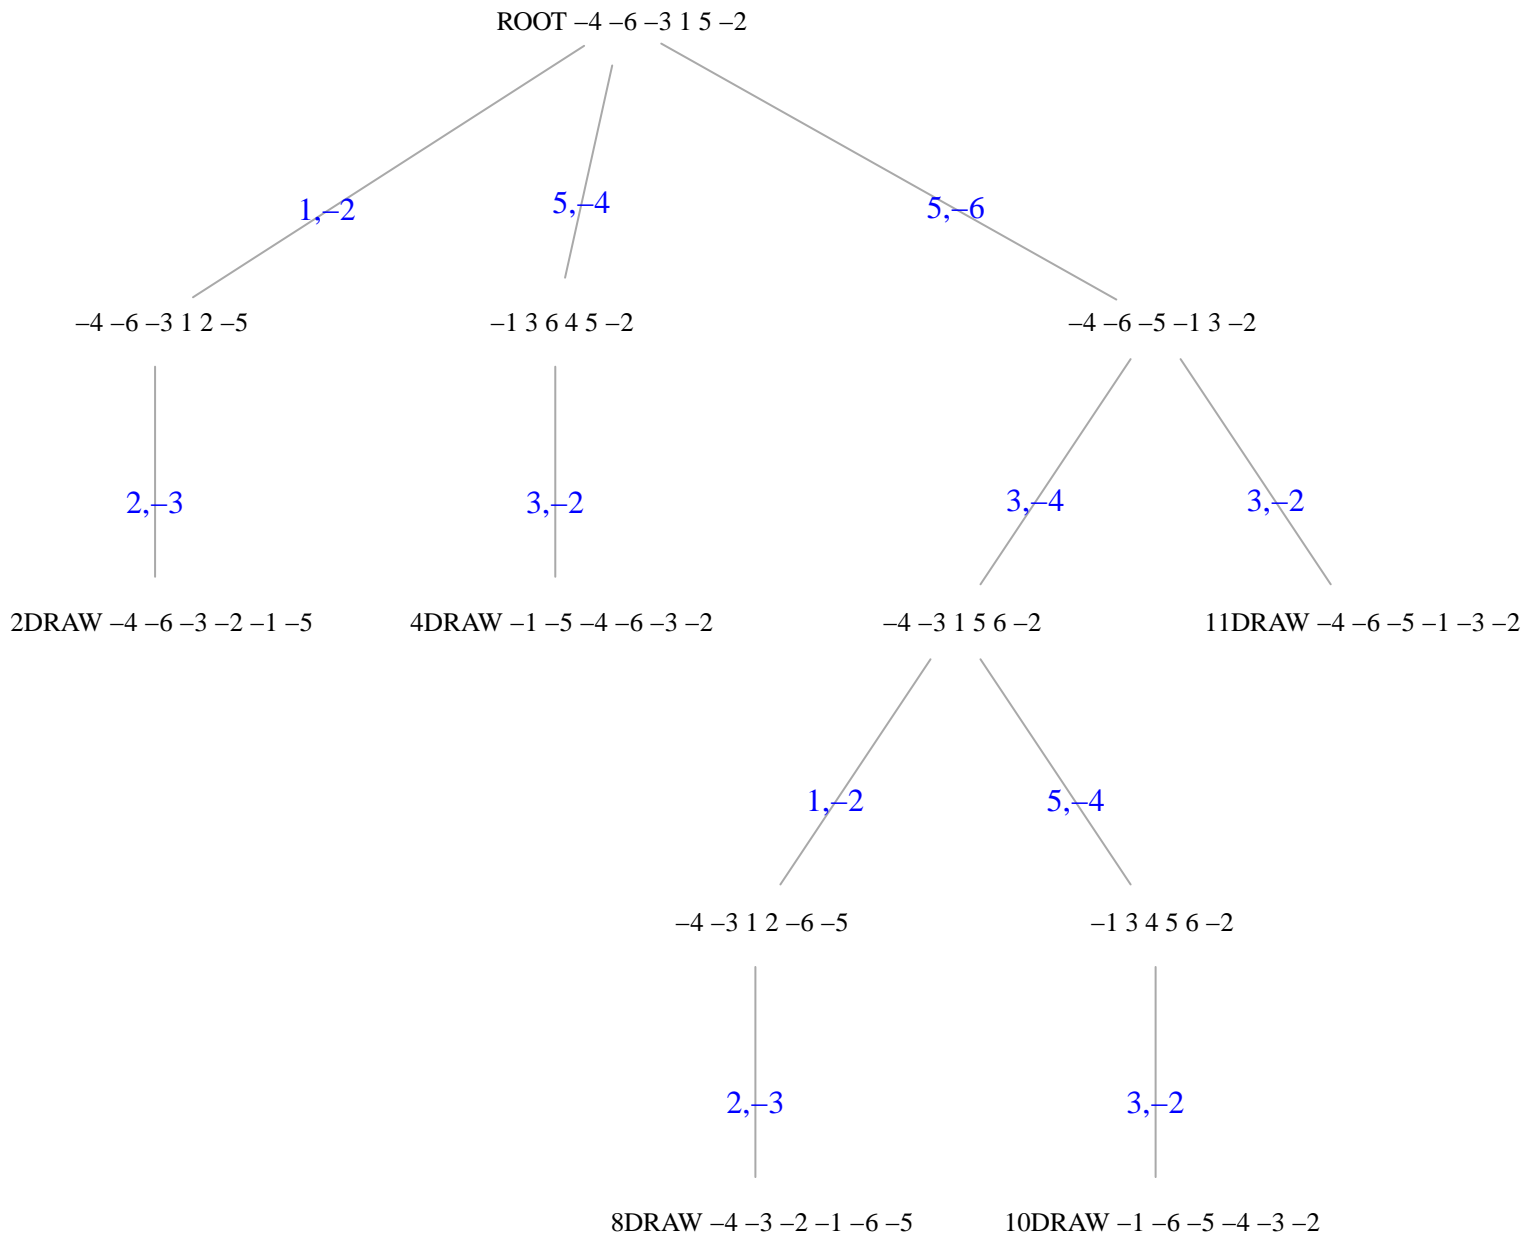 ROOT –4 –6 –3 1 5 –2
1,–2
5,–4
5,–6
–4 –6 –3 1 2 –5
–1 3 6 4 5 –2
–4 –6 –5 –1 3 –2
2,–3
3,–2
3,–4
3,–2
2DRAW –4 –6 –3 –2 –1 –5
4DRAW –1 –5 –4 –6 –3 –2
–4 –3 1 5 6 –2
11DRAW –4 –6 –5 –1 –3 –2
1,–2
5,–4
–4 –3 1 2 –6 –5
–1 3 4 5 6 –2
2,–3
3,–2
8DRAW –4 –3 –2 –1 –6 –5
10DRAW –1 –6 –5 –4 –3 –2